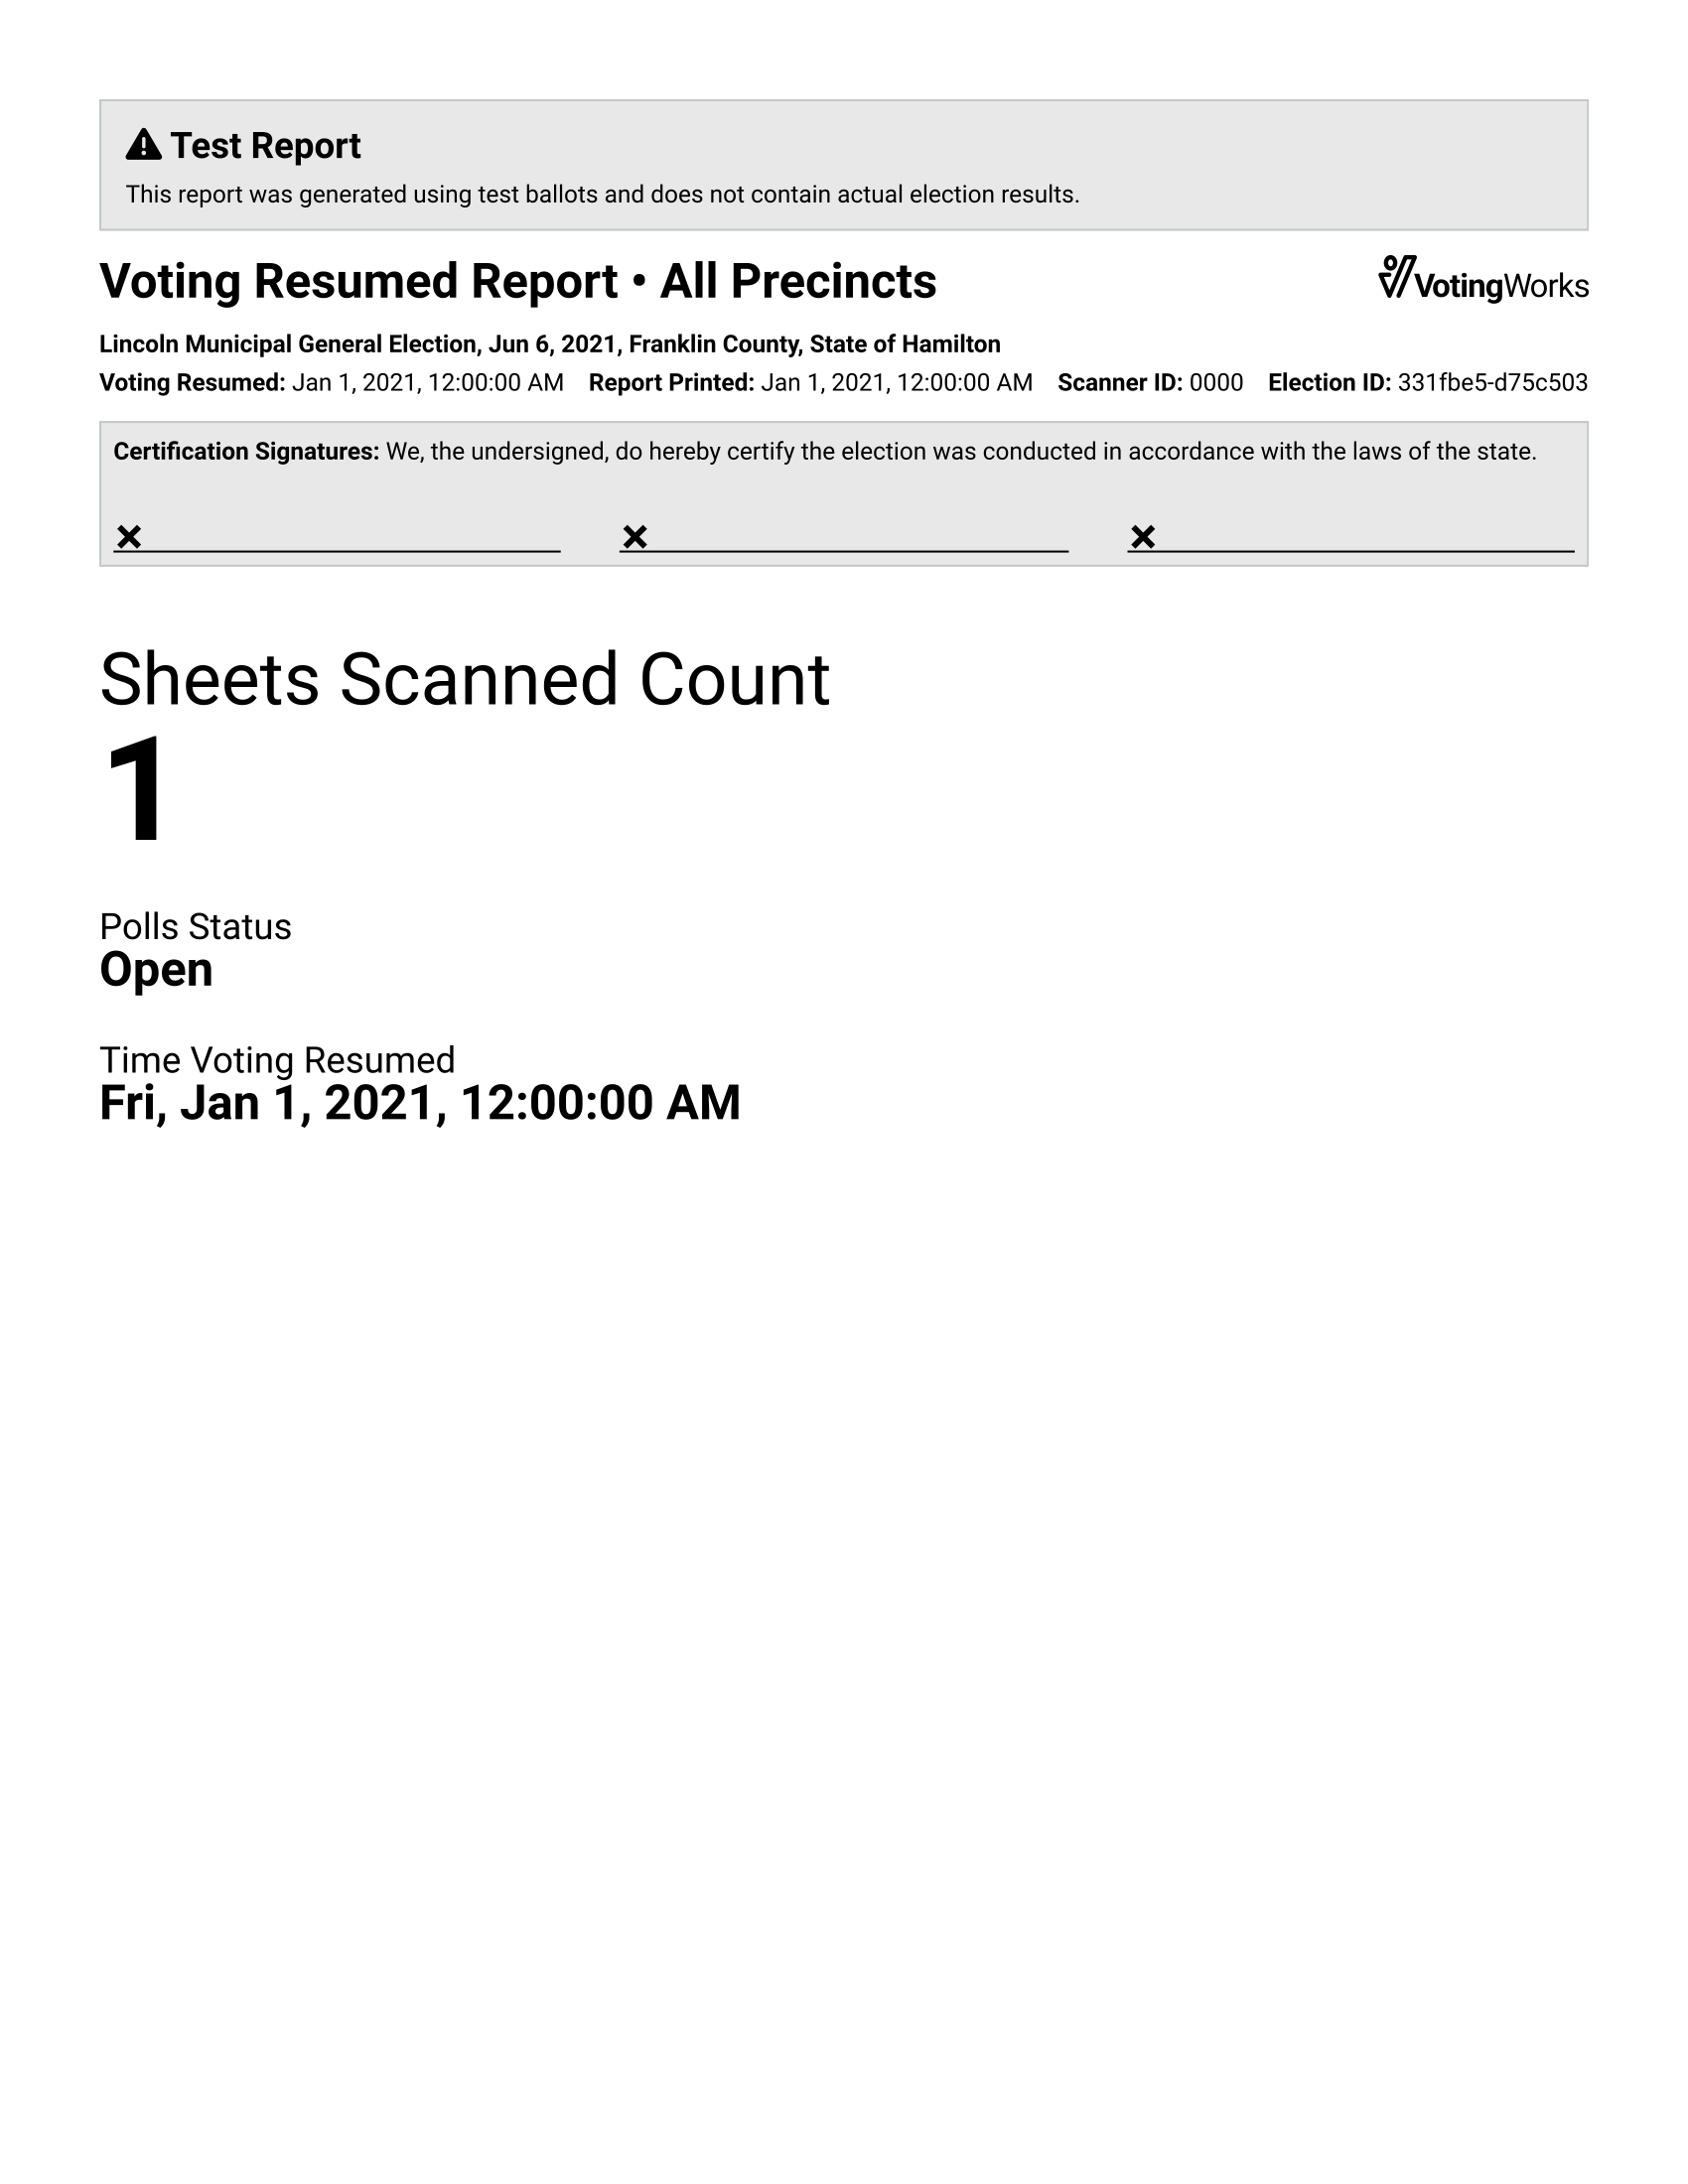 Test Report
This report was generated using test ballots and does not contain actual election results.
Voting Resumed Report • All Precincts
VotingWorks
Lincoln Municipal General Election, Jun 6, 2021, Franklin County, State of Hamilton
Voting Resumed: Jan 1, 2021, 12:00:00 AM Report Printed: Jan 1, 2021, 12:00:00 AM Scanner ID: 0000 Election ID: 331fbe5-d75c503
Certification Signatures: We, the undersigned, do hereby certify the election was conducted in accordance with the laws of the state.
Sheets Scanned Count
1
Polls Status
Open
Time Voting Resumed
Fri, Jan 1, 2021, 12:00:00 AM